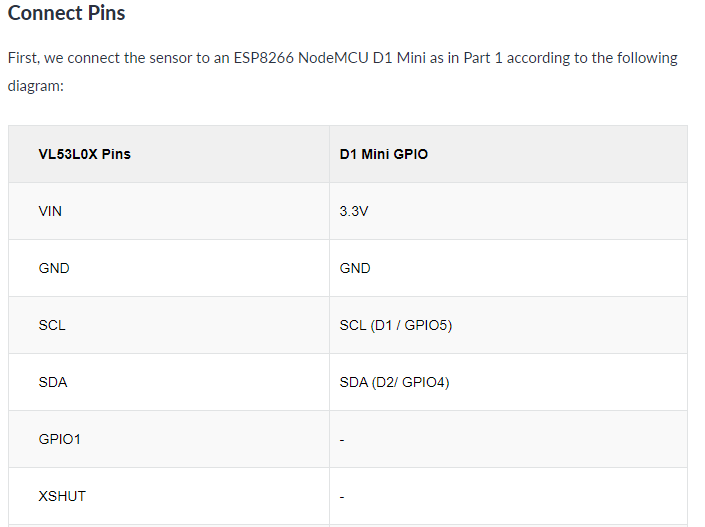 Connect Pins
First, we connect the sensor to an ESP8266 NodeMCU D1 Mini as in Part 1 according to the following
diagram:
VL53L0X Pins D1 Mini GPIO
VIN 3.3V
GND GND
SCL SCL (D1 / GPIO5)
SDA SDA (D2/ GPIO4)
GPIO1 -
XSHUT -